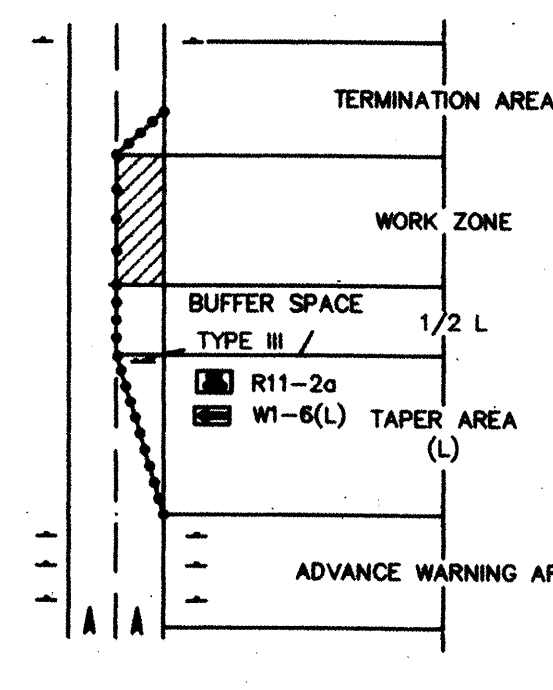 TERMINATION AREA
WORK ZONE
BUFFER SPACE
1/2 L
TYPE III
R11-2a
W1-6(L)
TAPER AREA
(L)
ADVANCE WARNING AR